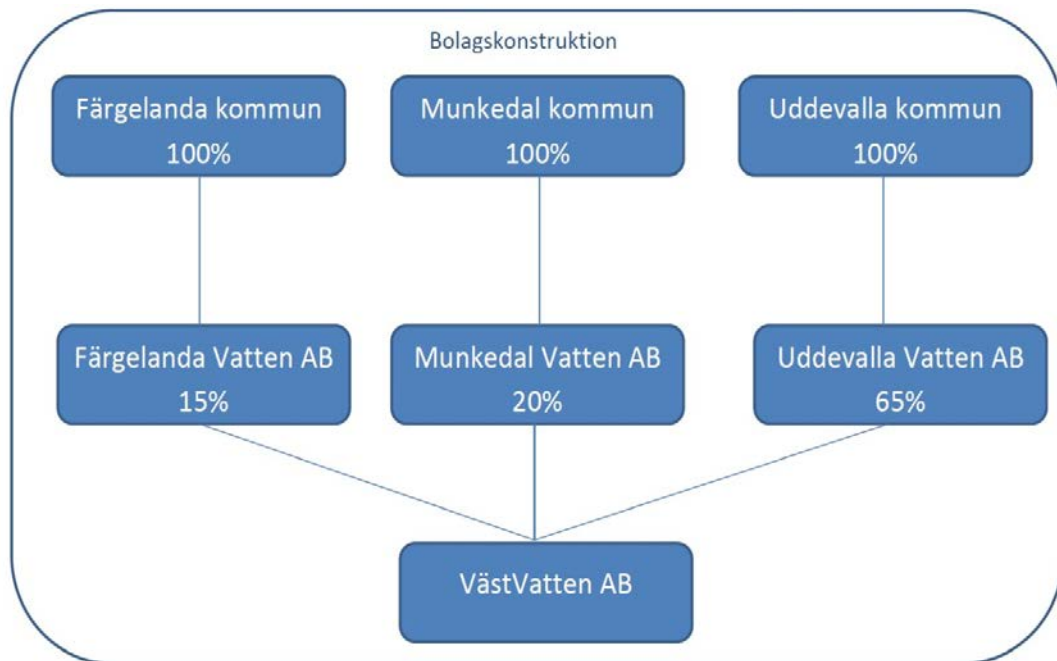 Bolagskonstruktion
Färgelanda kommun
100%
Munkedal kommun
100%
Uddevalla kommun
100%
Färgelanda Vatten AB
15%
Munkedal Vatten AB
20%
Uddevalla Vatten AB
65%
VästVatten AB